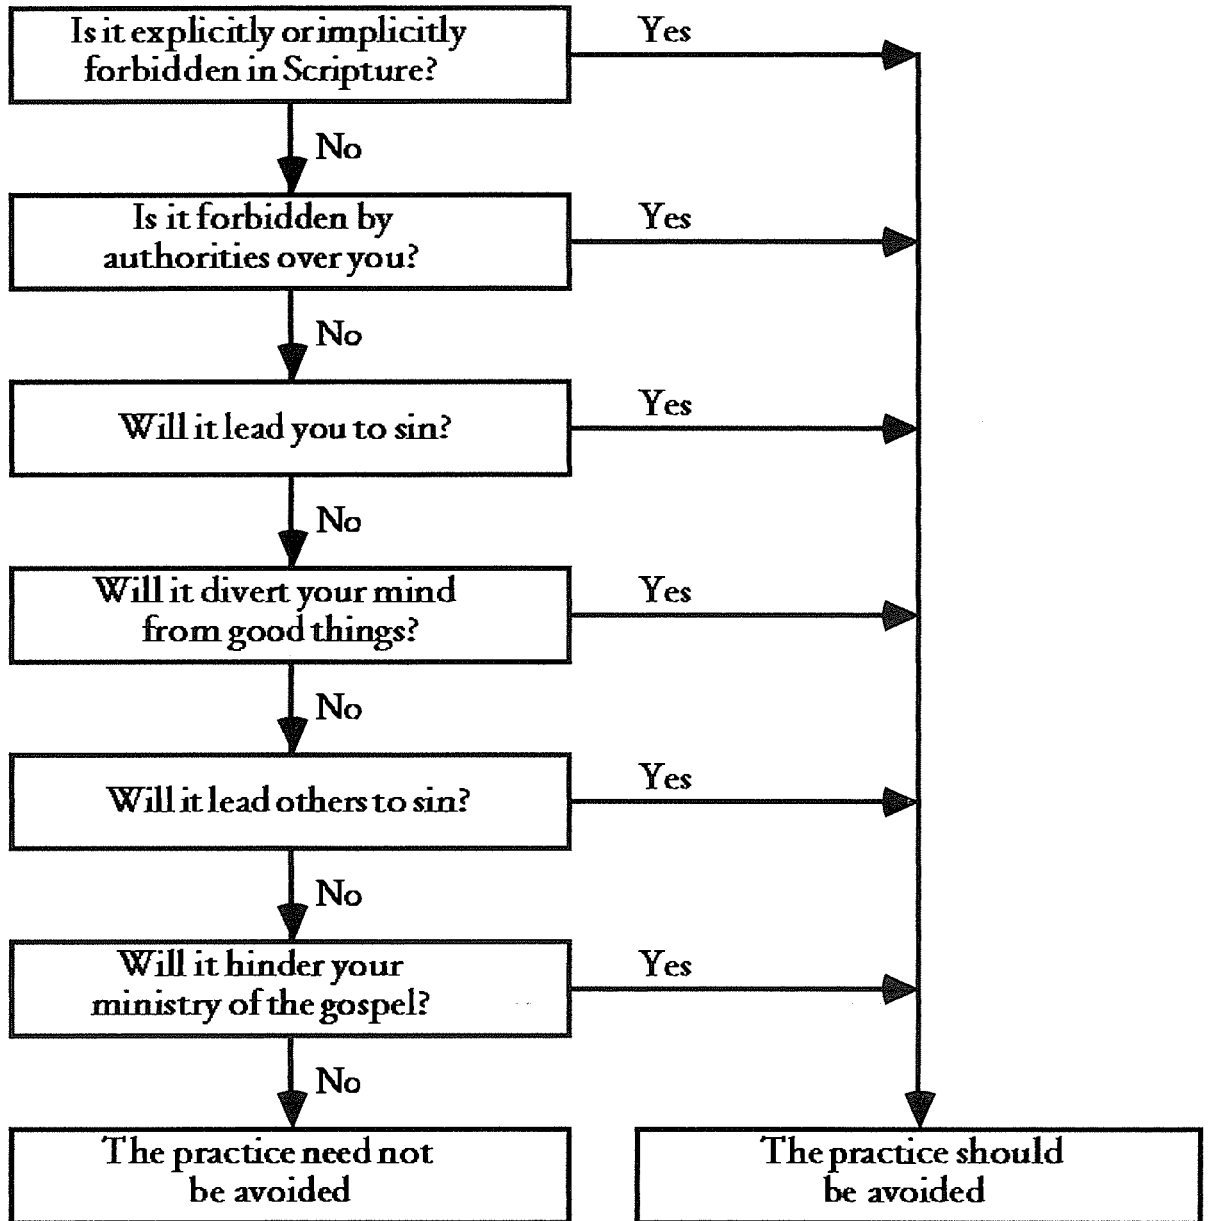 Is it explicitly or implicitly
forbidden in Scripture?
Yes
No
Is it forbidden by
authorities over you?
Yes
No
Will it lead you to sin?
Yes
No
Will it divert your mind
from good things?
Yes
No
Will it lead others to sin?
Yes
No
Will it hinder your
ministry of the gospel?
Yes
No
The practice need not
be avoided
The practice should
be avoided